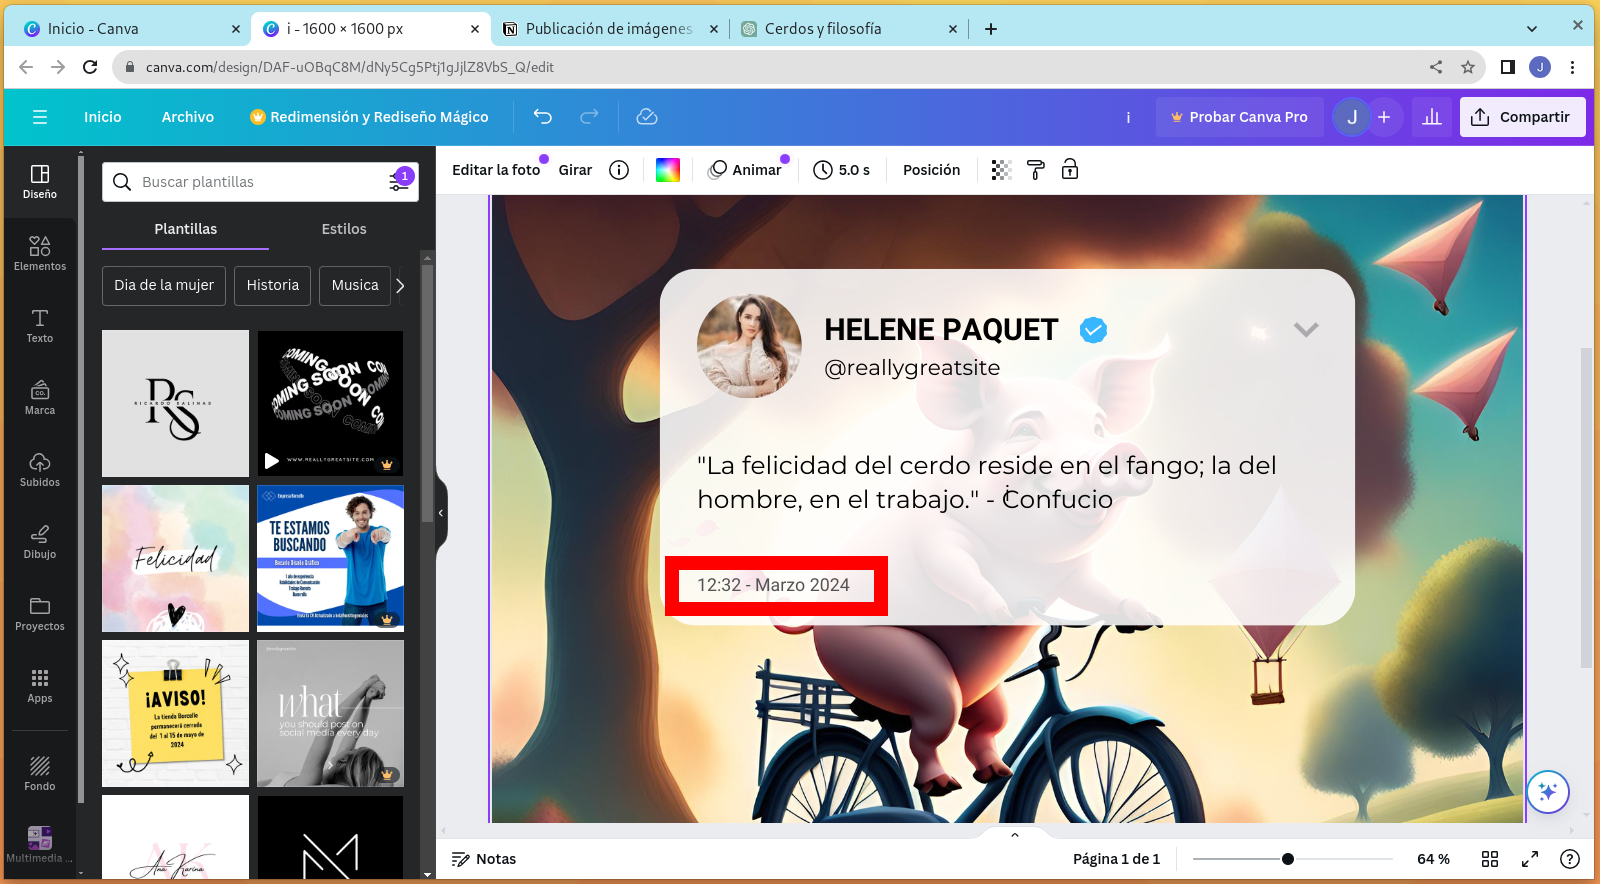 Inicio - Canva
i - 1600 × 1600 px
Publicación de imágenes
Cerdos y filosofía
canva.com/design/DAF-uOBqC8M/dNy5Cg5Ptj1gJjlZ8VbS_Q/edit
J
Inicio
Archivo
Redimensión y Rediseño Mágico
i
Probar Canva Pro
J
Compartir
Diseño
Elementos
Texto
Marca
Subidos
Dibujo
Proyectos
Apps
Fondo
Multimedia ...
Buscar plantillas
1
Plantillas
Estilos
Dia de la mujer
Historia
Musica
RS
RICARDO SALINAS
COMING SOON
WWW.REALLYGREATSITE.COM
Felicidad
TE ESTAMOS
BUSCANDO
¡AVISO!
La tienda Borcelle
permanecerá cerrada
del 1 al 15 de mayo de
2024
what
you should post on
social media every day
Ana Karina
Editar la foto
Girar
Animar
5.0 s
Posición
HELENE PAQUET
@reallygreatsite
"La felicidad del cerdo reside en el fango; la del
hombre, en el trabajo." - Confucio
12:32 - Marzo 2024
Notas
Página 1 de 1
64 %